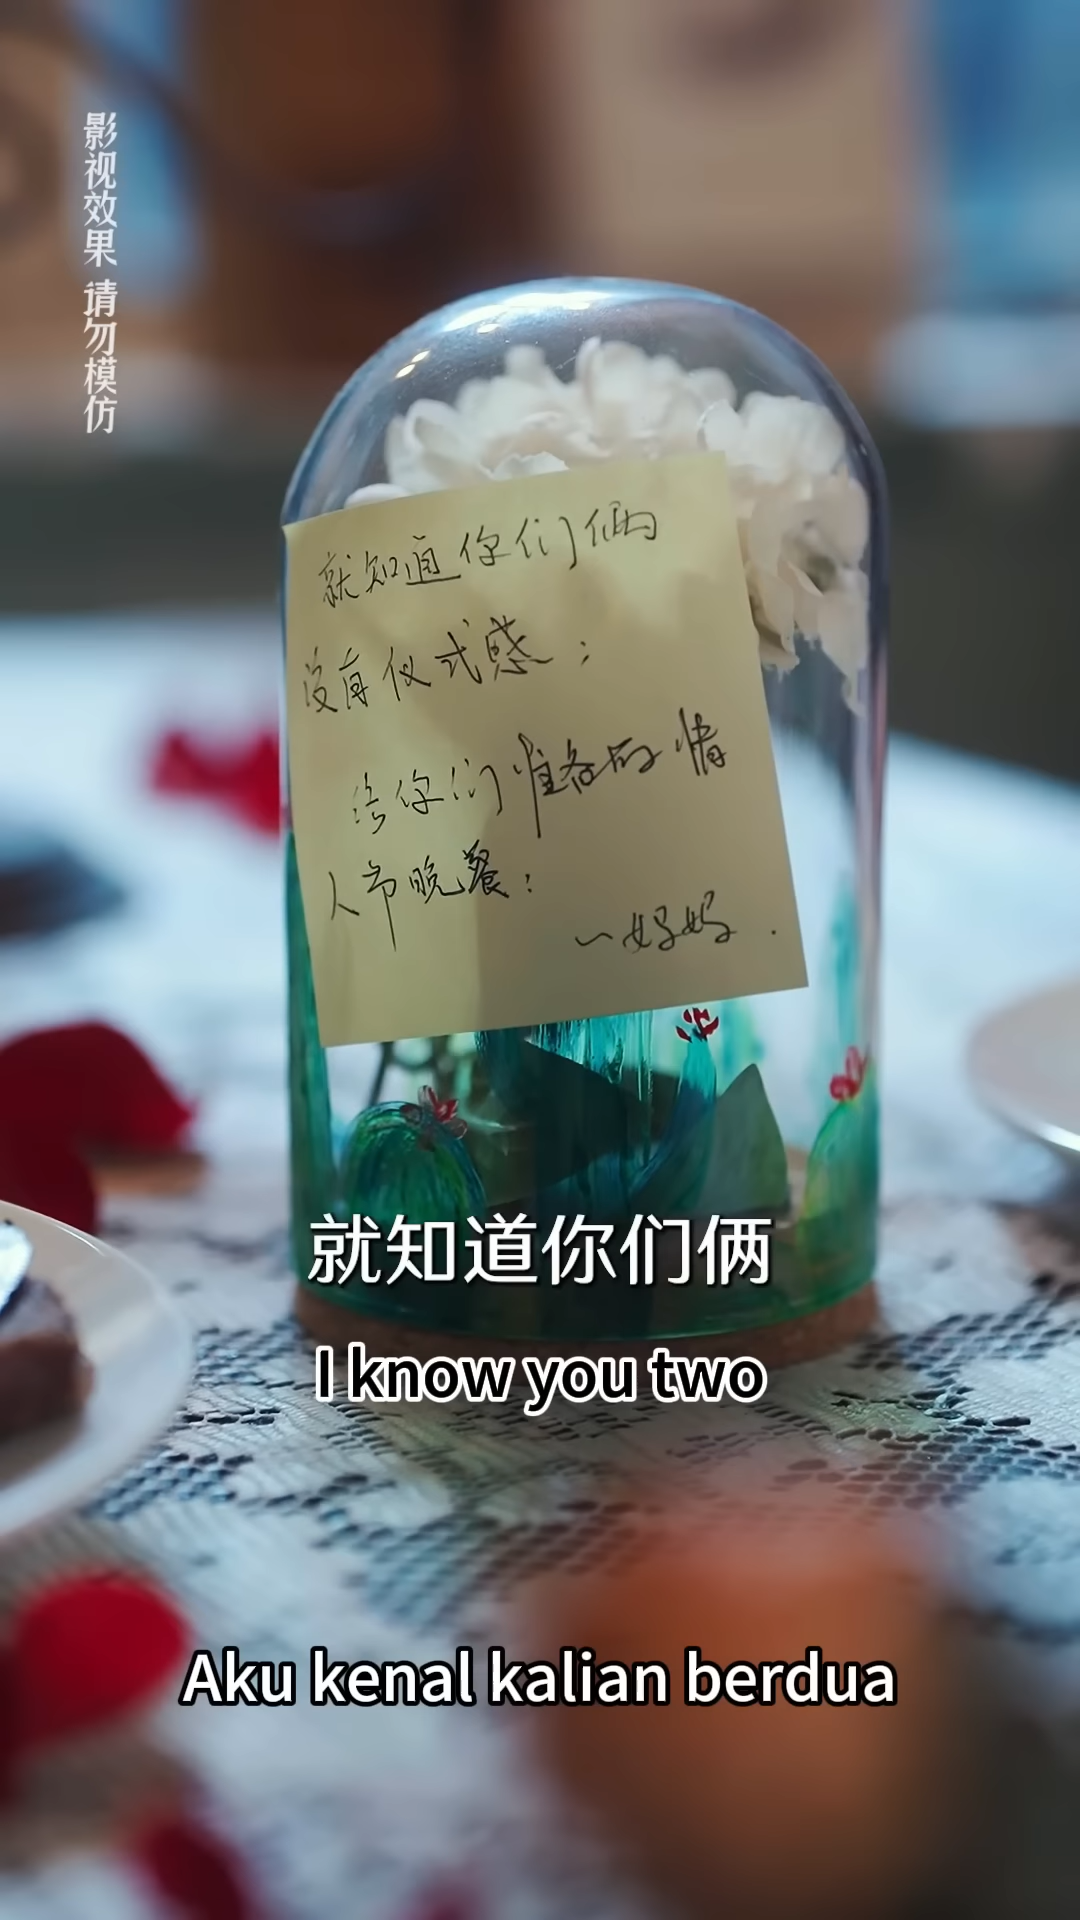 影视效果 请勿模仿
就知道你们俩
没有仪式感；
给你们准备的情
人节晚餐：
—妈妈.
就知道你们俩
I know you two
Aku kenal kalian berdua